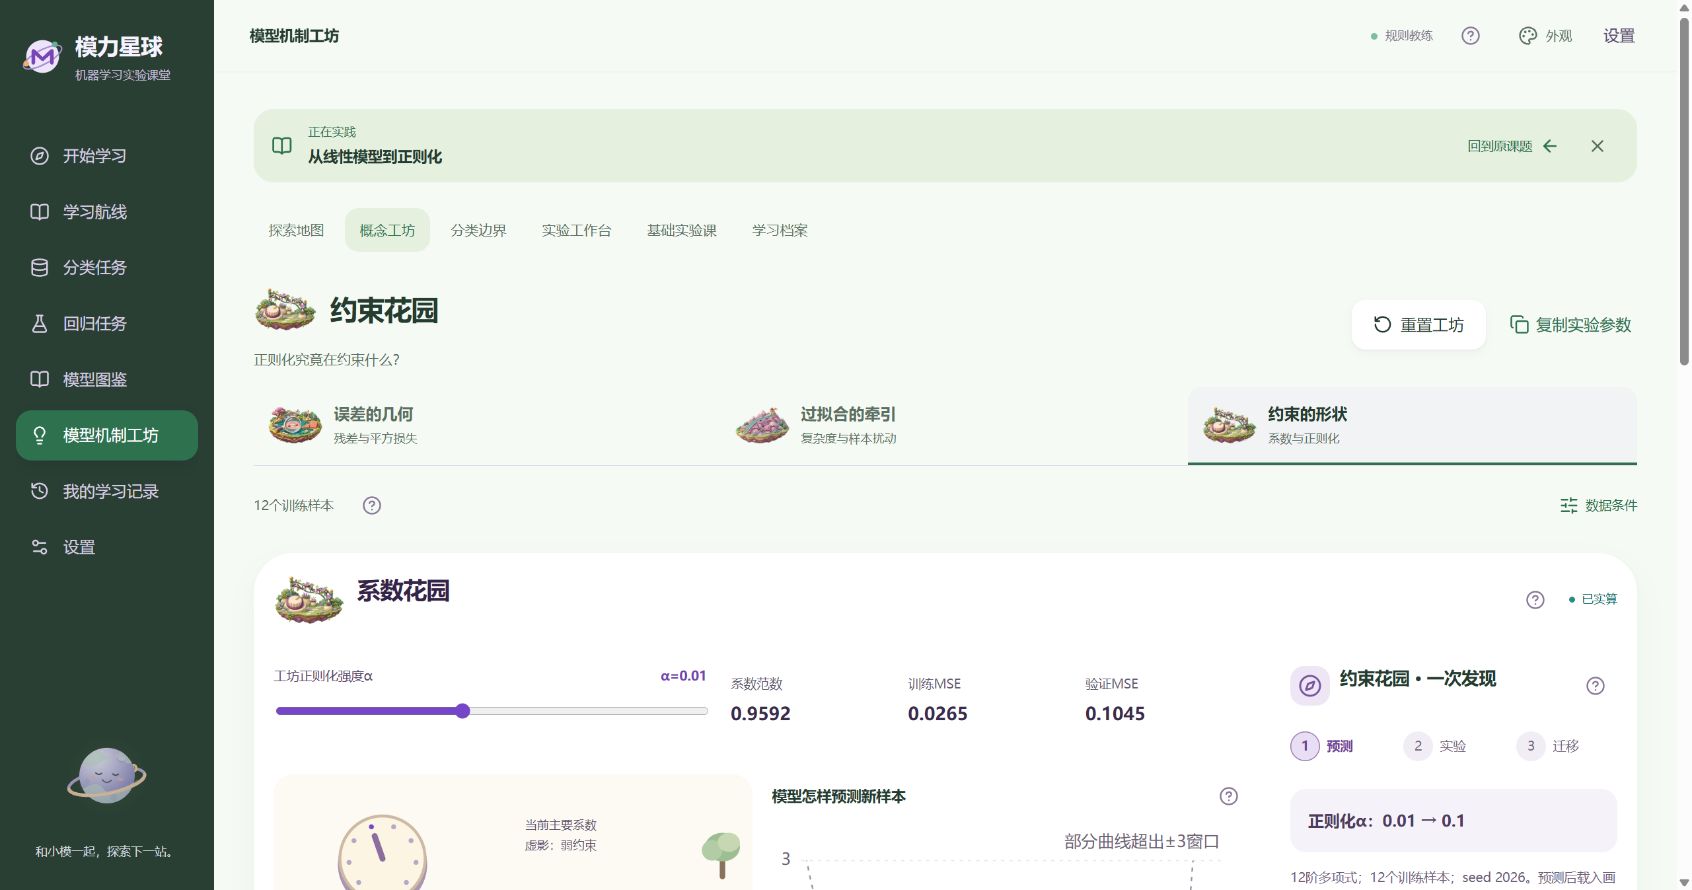 模力星球
机器学习实验课堂
开始学习
学习航线
分类任务
回归任务
模型图鉴
模型机制工坊
我的学习记录
设置
和小模一起，探索下一站。
模型机制工坊
规则教练
外观
设置
正在实践
从线性模型到正则化
回到原课题
探索地图
概念工坊
分类边界
实验工作台
基础实验课
学习档案
约束花园
重置工坊
复制实验参数
正则化究竟在约束什么？
误差的几何
残差与平方损失
过拟合的牵引
复杂度与样本扰动
约束的形状
系数与正则化
12个训练样本
数据条件
系数花园
已实算
工坊正则化强度α
α=0.01
系数范数
0.9592
训练MSE
0.0265
验证MSE
0.1045
约束花园·一次发现
1 预测
2 实验
3 迁移
正则化α：0.01 → 0.1
12阶多项式；12个训练样本；seed 2026。预测后载入画
当前主要系数
虚影：弱约束
模型怎样预测新样本
部分曲线超出±3窗口
3